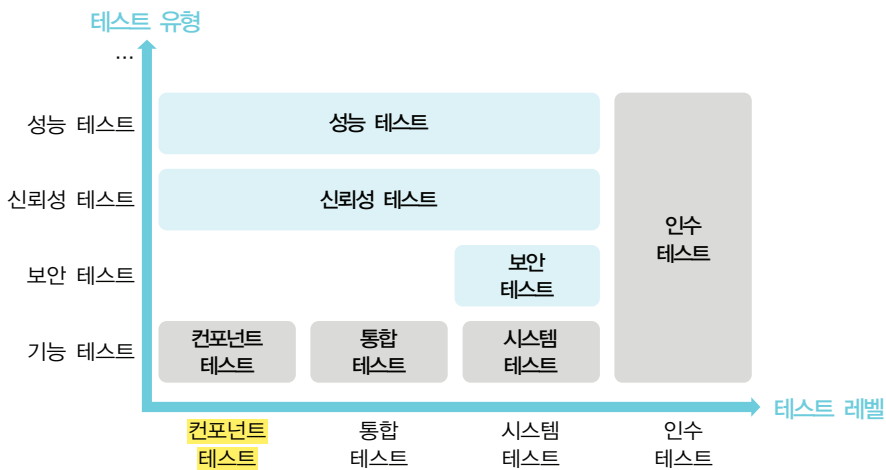 테스트 유형
...
성능 테스트
성능 테스트
신뢰성 테스트
신뢰성 테스트
인수
테스트
보안 테스트
보안
테스트
기능 테스트
컨포넌트
테스트
통합
테스트
시스템
테스트
테스트 레벨
컨포넌트
테스트
통합
테스트
시스템
테스트
인수
테스트